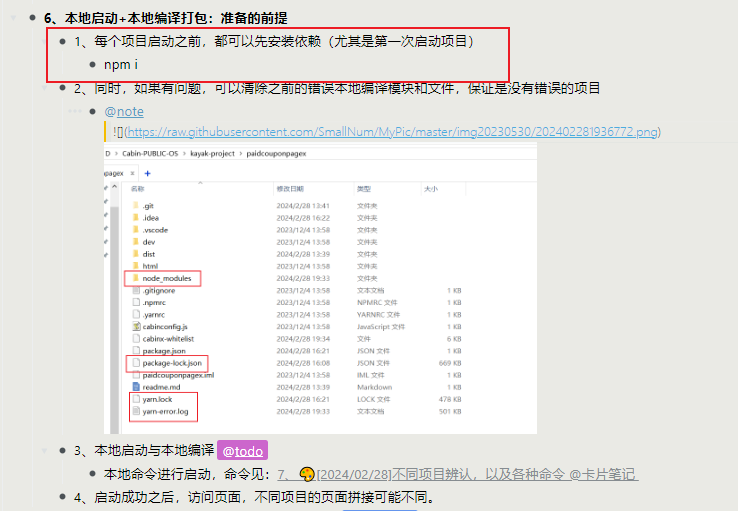 6、本地启动+本地编译打包：准备的前提
1、每个项目启动之前，都可以先安装依赖（尤其是第一次启动项目）
npm i
2、同时，如果有问题，可以清除之前的错误本地编译模块和文件，保证是没有错误的项目
@note
![](https://raw.githubusercontent.com/SmallNum/MyPic/master/img20230530/202402281936772.png)
D > Cabin-PUBLIC-OS > kayak-project > paidcouponpagex
npagex × +
名称 修改日期 类型 大小
.git 2024/2/28 13:41 文件夹
.idea 2024/2/28 16:22 文件夹
.vscode 2023/12/4 13:58 文件夹
dev 2023/12/4 13:58 文件夹
dist 2024/2/28 13:39 文件夹
html 2023/12/4 13:58 文件夹
node_modules 2024/2/28 19:33 文件夹
.gitignore 2023/12/4 13:58 文本文档 1 KB
.npmrc 2023/12/4 13:58 NPMRC 文件 1 KB
.yarnrc 2023/12/4 13:58 YARNRC 文件 1 KB
cabinconfig.js 2023/12/4 13:58 JavaScript 文件 1 KB
cabinx-whitelist 2024/2/28 19:34 文件 6 KB
package.json 2024/2/28 16:21 JSON 文件 1 KB
package-lock.json 2024/2/28 16:08 JSON 文件 669 KB
paidcouponpagex.iml 2023/12/4 13:58 IML 文件 1 KB
readme.md 2024/2/28 13:39 Markdown 1 KB
yarn.lock 2024/2/28 16:21 LOCK 文件 478 KB
yarn-error.log 2024/2/28 19:33 文本文档 501 KB
3、本地启动与本地编译 @todo
本地命令进行启动，命令见：7、🎨[2024/02/28]不同项目辨认，以及各种命令 @卡片笔记
4、启动成功之后，访问页面，不同项目的页面拼接可能不同。